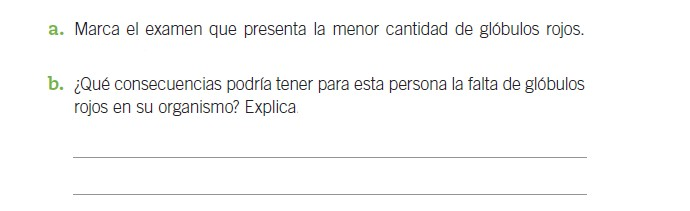 a. Marca el examen que presenta la menor cantidad de glóbulos rojos.
b. ¿Qué consecuencias podría tener para esta persona la falta de glóbulos
rojos en su organismo? Explica.